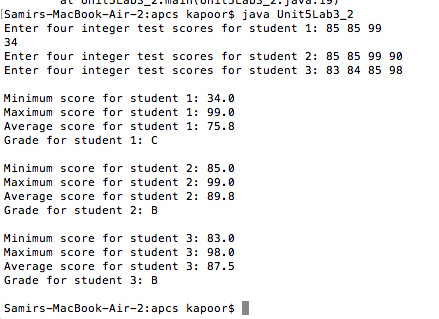 at Unit5Lab3_2.main(Unit5Lab3_2.java:19)
[Samirs-MacBook-Air-2:apcs kapoor$ java Unit5Lab3_2
Enter four integer test scores for student 1: 85 85 99
34
Enter four integer test scores for student 2: 85 85 99 90
Enter four integer test scores for student 3: 83 84 85 98
Minimum score for student 1: 34.0
Maximum score for student 1: 99.0
Average score for student 1: 75.8
Grade for student 1: C
Minimum score for student 2: 85.0
Maximum score for student 2: 99.0
Average score for student 2: 89.8
Grade for student 2: B
Minimum score for student 3: 83.0
Maximum score for student 3: 98.0
Average score for student 3: 87.5
Grade for student 3: B
Samirs-MacBook-Air-2:apcs kapoor$